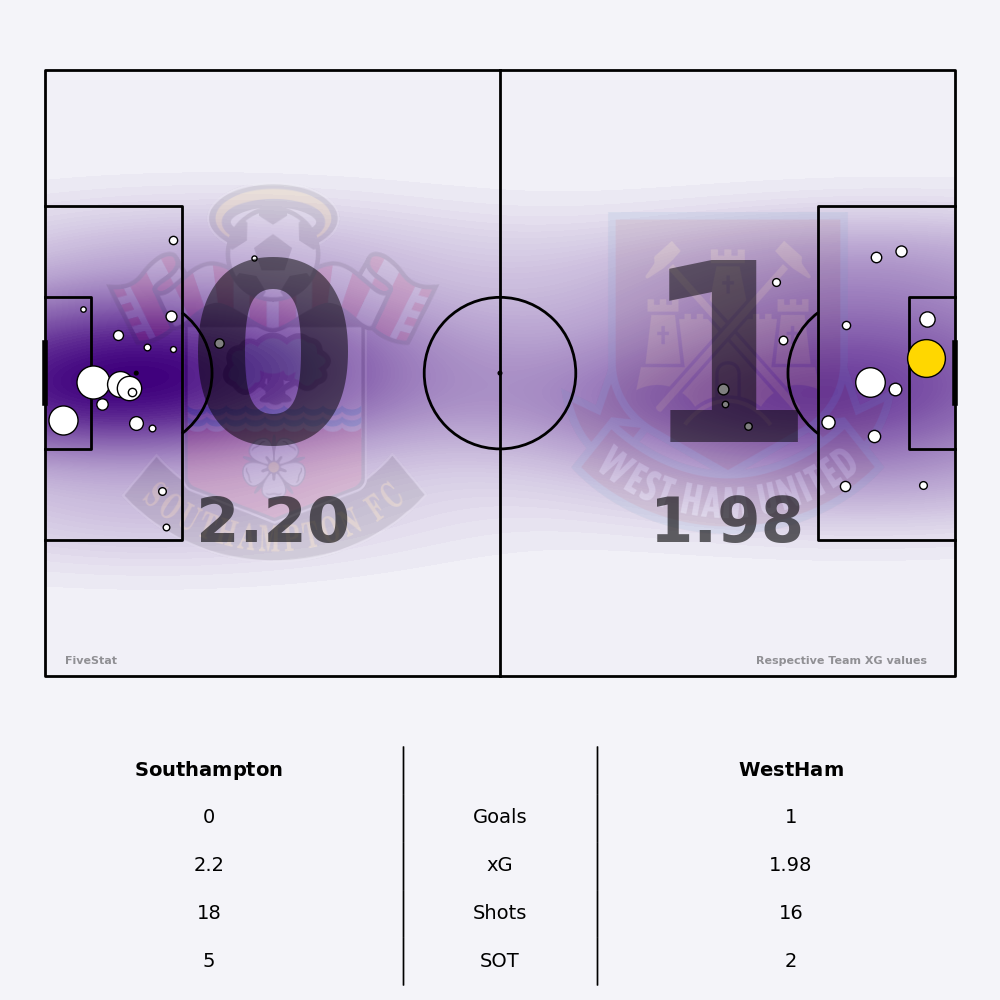 0
1
SOUTHAMPTON FC
WEST HAM UNITED
2.20
1.98
FiveStat
Respective Team XG values
Southampton
WestHam
0
Goals
1
2.2
xG
1.98
18
Shots
16
5
SOT
2